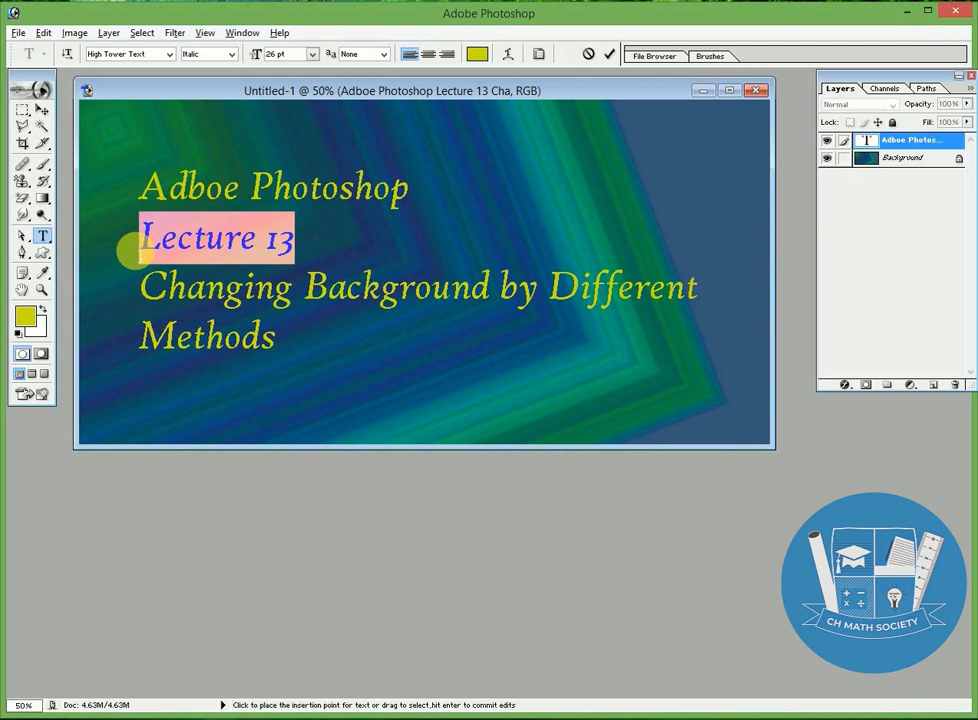 Adobe Photoshop
File Edit Image Layer Select Filter View Window Help
T High Tower Text Italic T 26 pt aa None File Browser Brushes
Untitled-1 @ 50% (Adboe Photoshop Lecture 13 Cha, RGB)
Adboe Photoshop
Lecture 13
Changing Background by Different
Methods
Layers Channels Paths
Normal Opacity: 100%
Lock: Fill: 100%
T Adboe Photos...
Background
CH MATH SOCIETY
50% Doc: 4.63M/4.63M Click to place the insertion point for text or drag to select,hit enter to commit edits